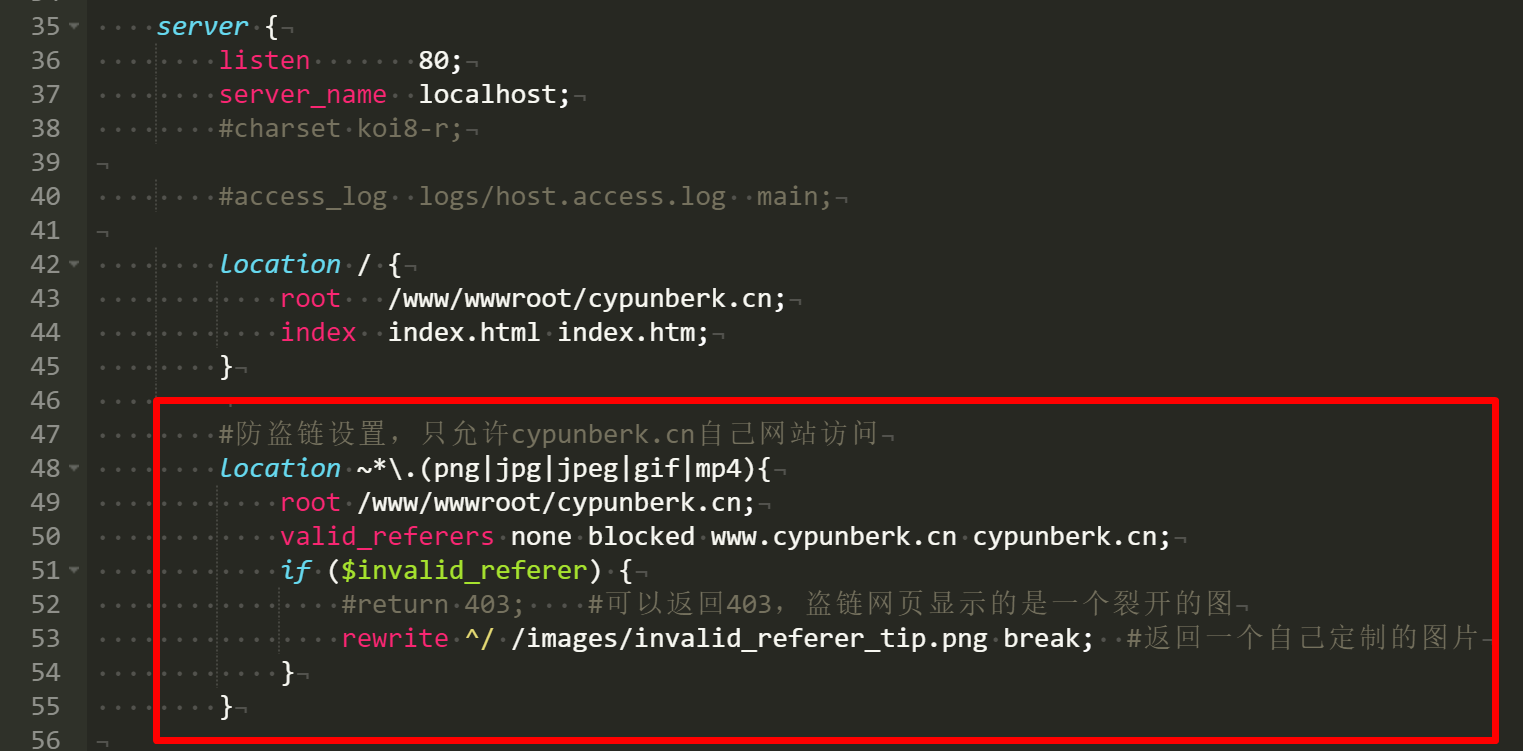 35 server {
36 listen 80;
37 server_name localhost;
38 #charset koi8-r;
39
40 #access_log logs/host.access.log main;
41
42 location / {
43 root /www/wwwroot/cypunberk.cn;
44 index index.html index.htm;
45 }
46
47 #防盗链设置，只允许cypunberk.cn自己网站访问
48 location ~*\.(png|jpg|jpeg|gif|mp4){
49 root /www/wwwroot/cypunberk.cn;
50 valid_referers none blocked www.cypunberk.cn cypunberk.cn;
51 if ($invalid_referer) {
52 #return 403; #可以返回403，盗链网页显示的是一个裂开的图
53 rewrite ^/ /images/invalid_referer_tip.png break; #返回一个自己定制的图片
54 }
55 }
56